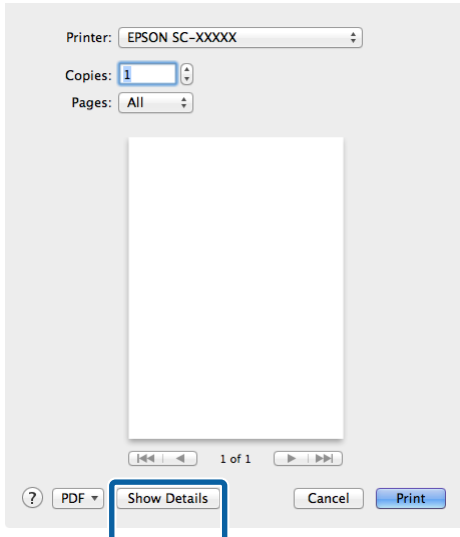 Printer: EPSON SC-XXXXX
Copies: 1
Pages: All
1 of 1
? PDF Show Details Cancel Print